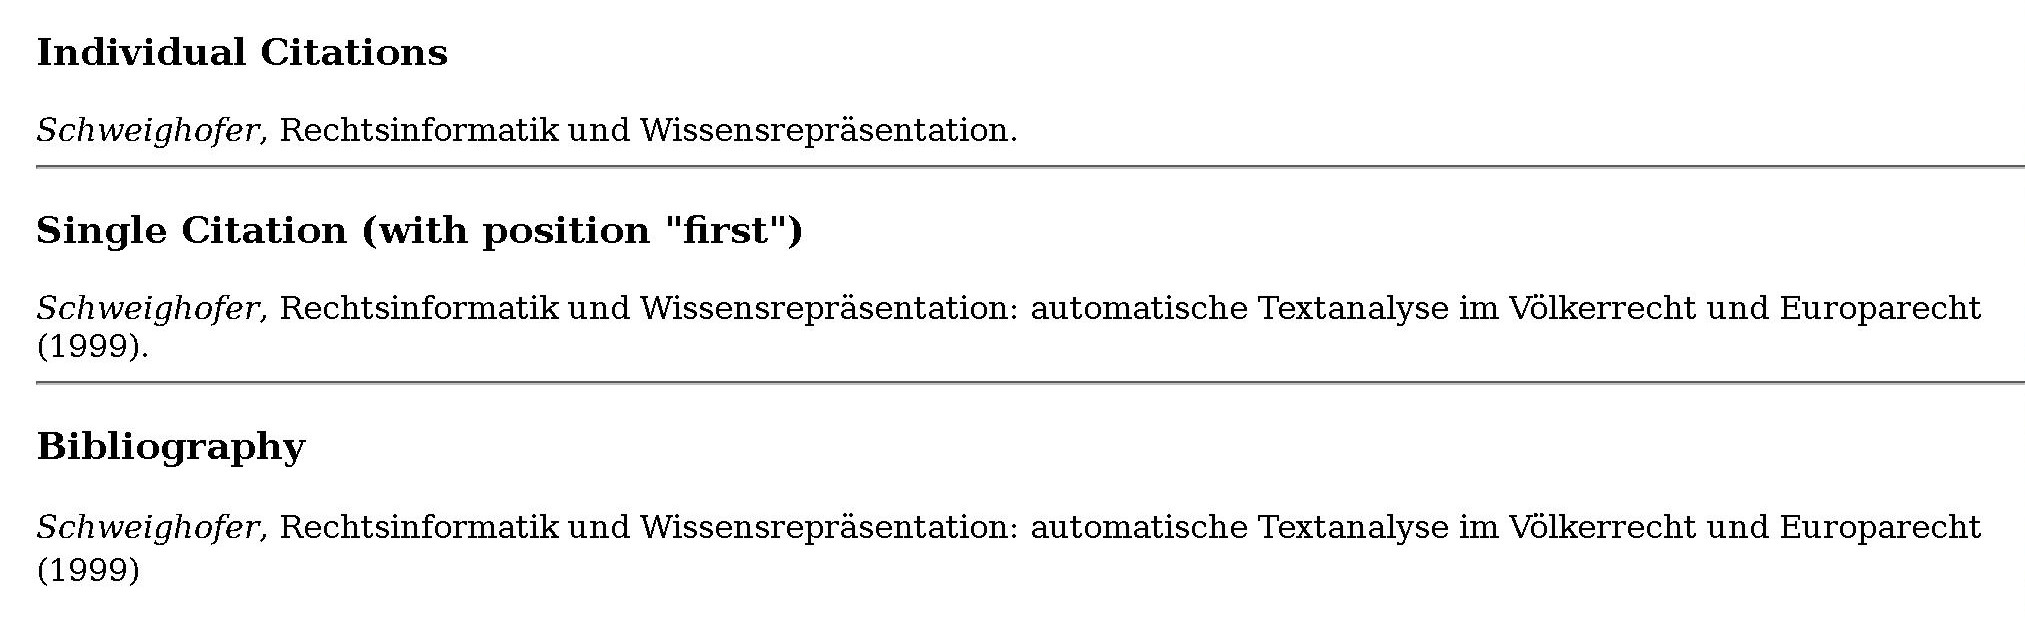 Individual Citations
Schweighofer, Rechtsinformatik und Wissensrepräsentation.
Single Citation (with position "first")
Schweighofer, Rechtsinformatik und Wissensrepräsentation: automatische Textanalyse im Völkerrecht und Europarecht
(1999).
Bibliography
Schweighofer, Rechtsinformatik und Wissensrepräsentation: automatische Textanalyse im Völkerrecht und Europarecht
(1999)